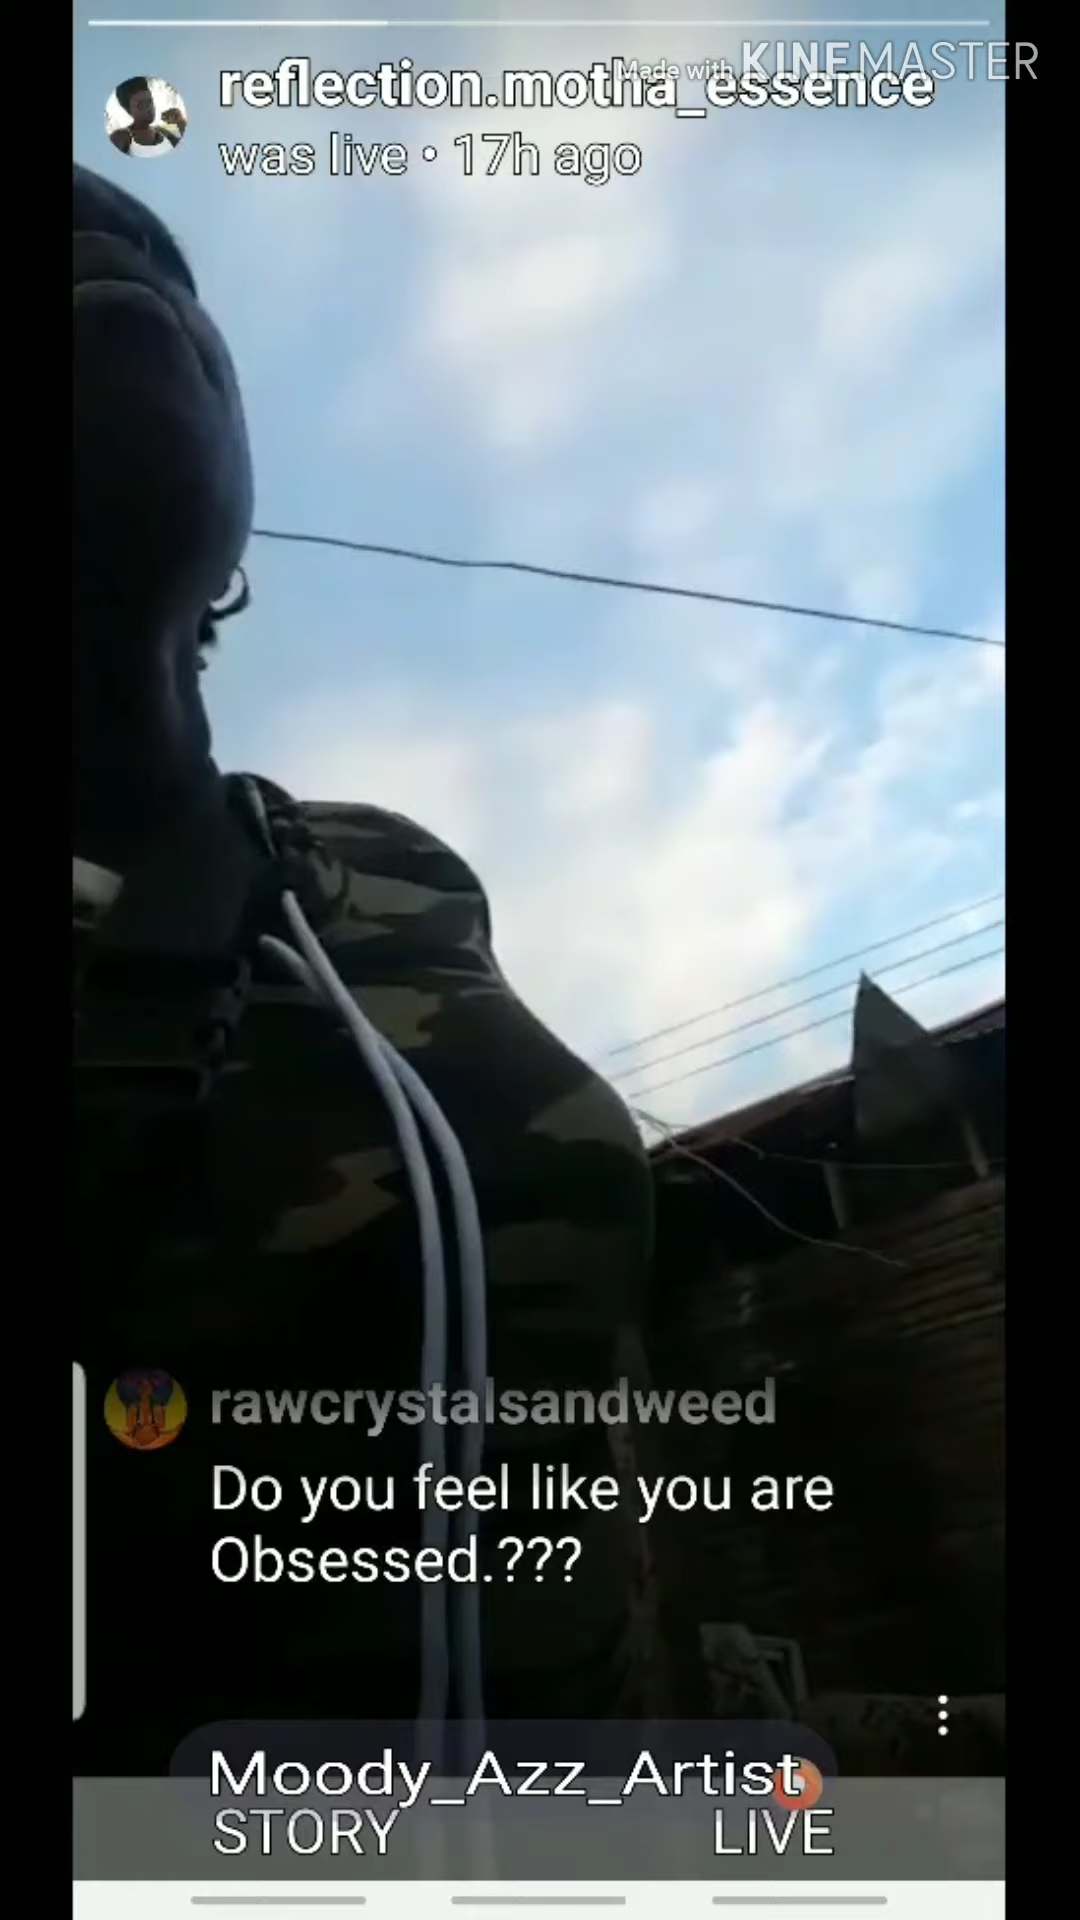 Made with KINEMASTER
reflection.motha_essence
was live • 17h ago
rawcrystalsandweed
Do you feel like you are
Obsessed.???
Moody_Azz_Artist
STORY LIVE